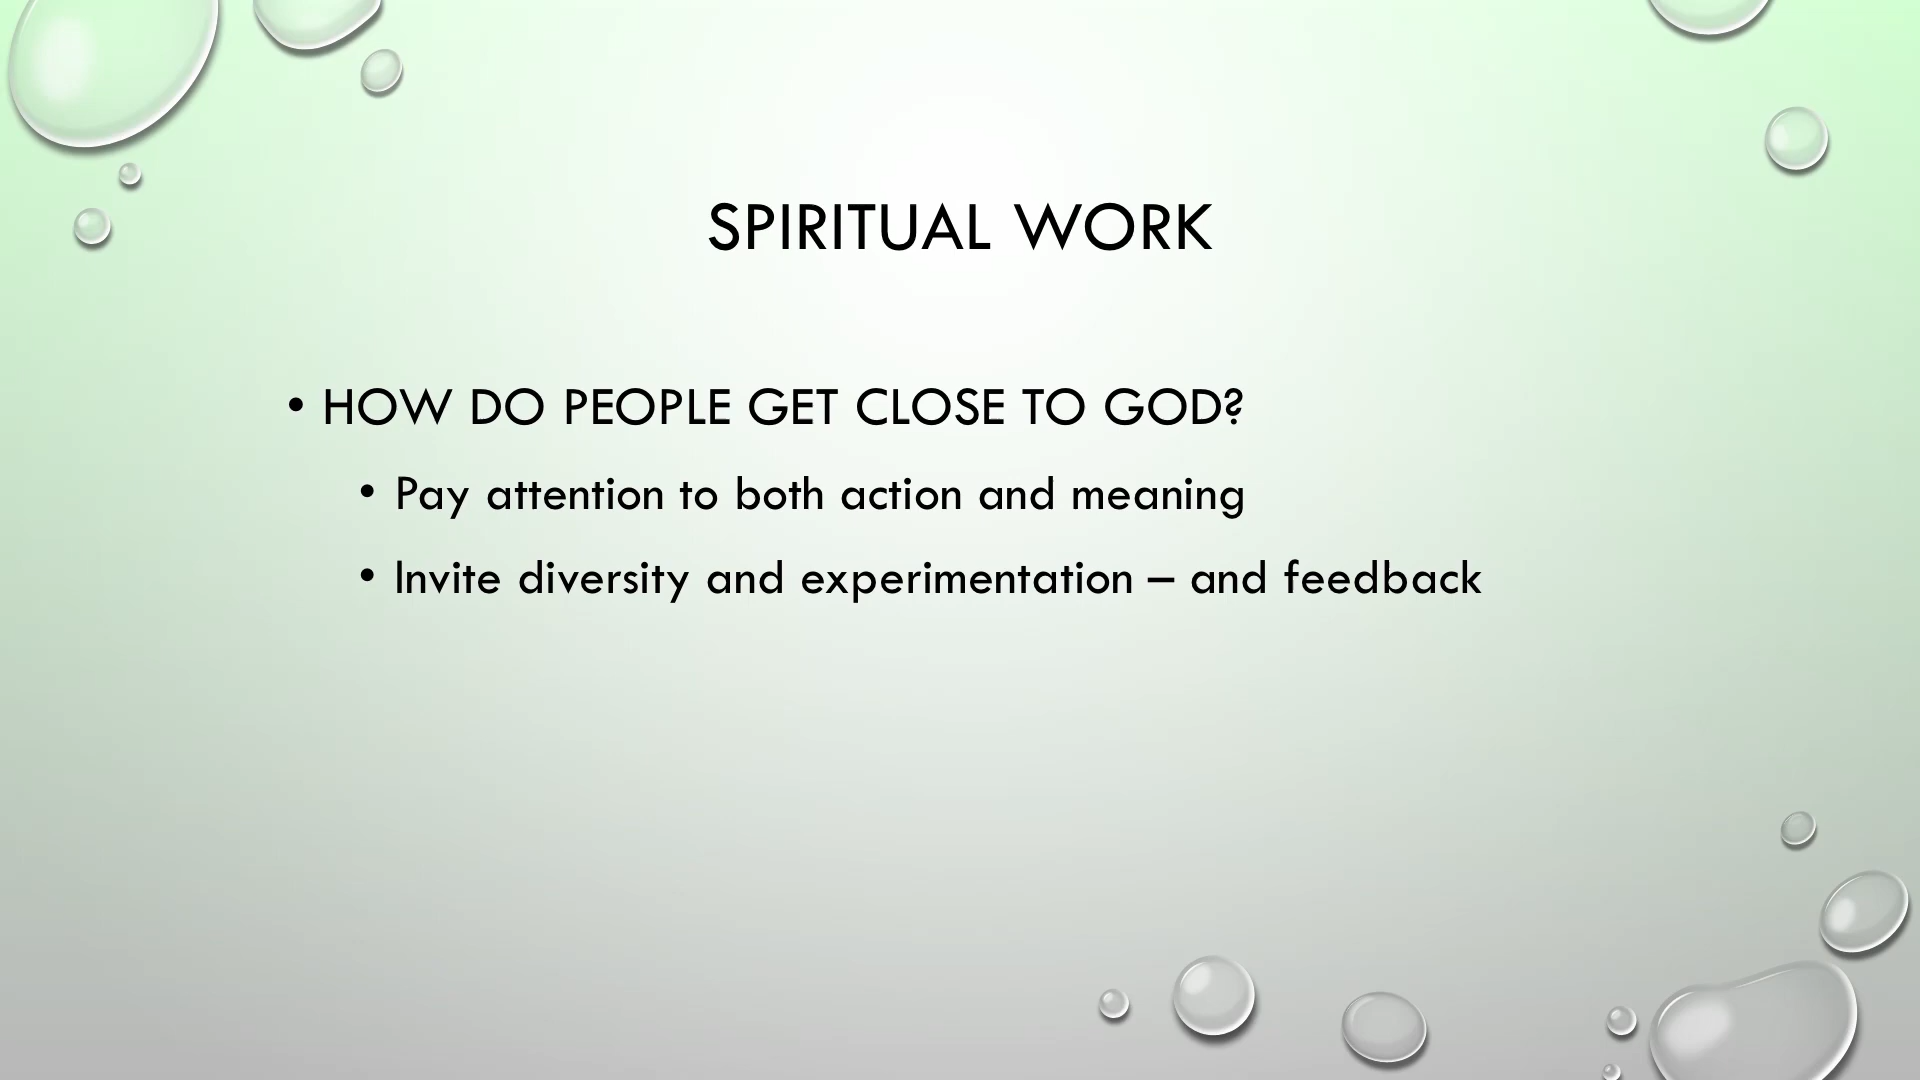 SPIRITUAL WORK
• HOW DO PEOPLE GET CLOSE TO GOD?
• Pay attention to both action and meaning
• Invite diversity and experimentation – and feedback